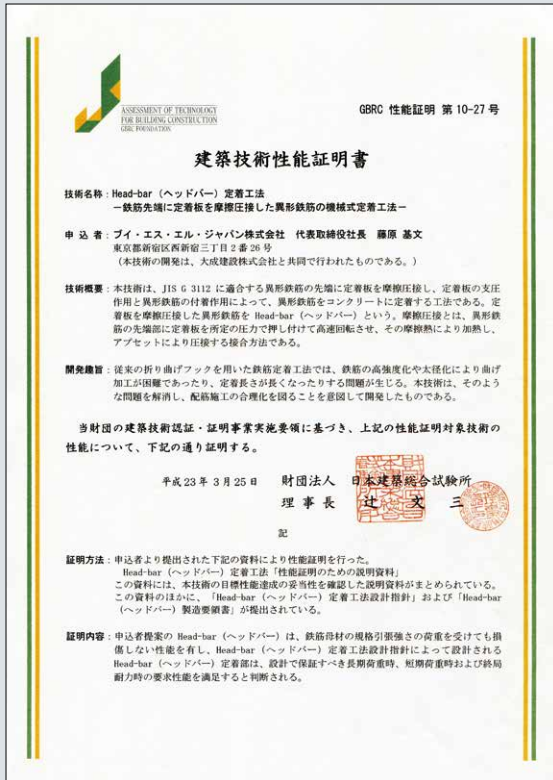 ASSESSMENT OF TECHNOLOGY
FOR BUILDING CONSTRUCTION
GBRC FOUNDATION
GBRC 性能証明 第10-27号
建築技術性能証明書
技術名称:Head-bar(ヘッドバー)定着工法
－鉄筋先端に定着板を摩擦圧接した異形鉄筋の機械式定着工法－
申込者:ブイ・エス・エル・ジャパン株式会社 代表取締役社長 藤原 基文
東京都新宿区西新宿三丁目2番26号
(本技術の開発は、大成建設株式会社と共同で行われたものである。)
技術概要:本技術は、JIS G 3112 に適合する異形鉄筋の先端に定着板を摩擦圧接し、定着板の支圧
作用と異形鉄筋の付着作用によって、異形鉄筋をコンクリートに定着する工法である。定
着板を摩擦圧接した異形鉄筋を Head-bar(ヘッドバー)という。摩擦圧接とは、異形鉄
筋の先端部に定着板を所定の圧力で押し付けて高速回転させ、その摩擦熱により加熱し、
アプセットにより圧接する接合方法である。
開発趣旨:従来の折り曲げフックを用いた鉄筋定着工法では、鉄筋の高強度化や太径化により曲げ
加工が困難であったり、定着長さが長くなったりする問題が生じる。本技術は、そのよう
な問題を解消し、配筋施工の合理化を図ることを意図して開発したものである。
当財団の建築技術認証・証明事業実施要領に基づき、上記の性能証明対象技術の
性能について、下記の通り証明する。
平成23年3月25日 財団法人 日本建築総合試験所
理事長 辻 文三
記
証明方法:申込者より提出された下記の資料により性能証明を行った。
Head-bar(ヘッドバー)定着工法「性能証明のための説明資料」
この資料には、本技術の目標性能達成の妥当性を確認した説明資料がまとめられている。
この資料のほかに、「Head-bar(ヘッドバー)定着工法設計指針」および「Head-bar
(ヘッドバー)製造要領書」が提出されている。
証明内容:申込者提案の Head-bar(ヘッドバー)は、鉄筋母材の規格引張強さの荷重を受けても損
傷しない性能を有し、Head-bar(ヘッドバー)定着工法設計指針によって設計される
Head-bar(ヘッドバー)定着部は、設計で保証すべき長期荷重時、短期荷重時および終局
耐力時の要求性能を満足すると判断される。